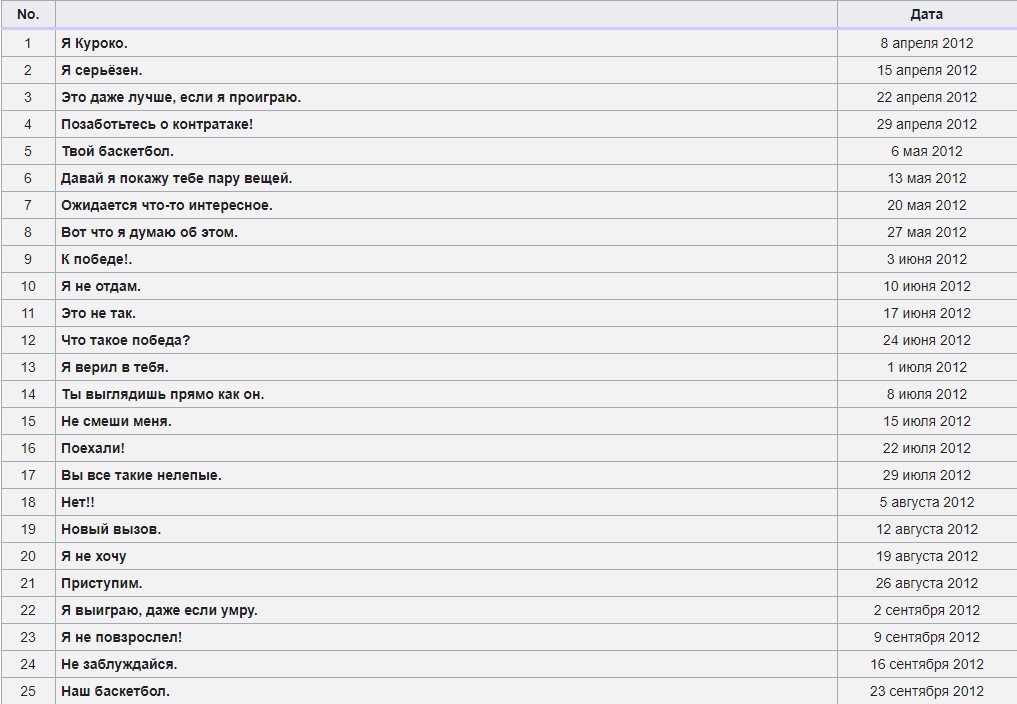 No. Дата
1 Я Куроко. 8 апреля 2012
2 Я серьёзен. 15 апреля 2012
3 Это даже лучше, если я проиграю. 22 апреля 2012
4 Позаботьтесь о контратаке! 29 апреля 2012
5 Твой баскетбол. 6 мая 2012
6 Давай я покажу тебе пару вещей. 13 мая 2012
7 Ожидается что-то интересное. 20 мая 2012
8 Вот что я думаю об этом. 27 мая 2012
9 К победе!. 3 июня 2012
10 Я не отдам. 10 июня 2012
11 Это не так. 17 июня 2012
12 Что такое победа? 24 июня 2012
13 Я верил в тебя. 1 июля 2012
14 Ты выглядишь прямо как он. 8 июля 2012
15 Не смеши меня. 15 июля 2012
16 Поехали! 22 июля 2012
17 Вы все такие нелепые. 29 июля 2012
18 Нет!! 5 августа 2012
19 Новый вызов. 12 августа 2012
20 Я не хочу 19 августа 2012
21 Приступим. 26 августа 2012
22 Я выиграю, даже если умру. 2 сентября 2012
23 Я не повзрослел! 9 сентября 2012
24 Не заблуждайся. 16 сентября 2012
25 Наш баскетбол. 23 сентября 2012